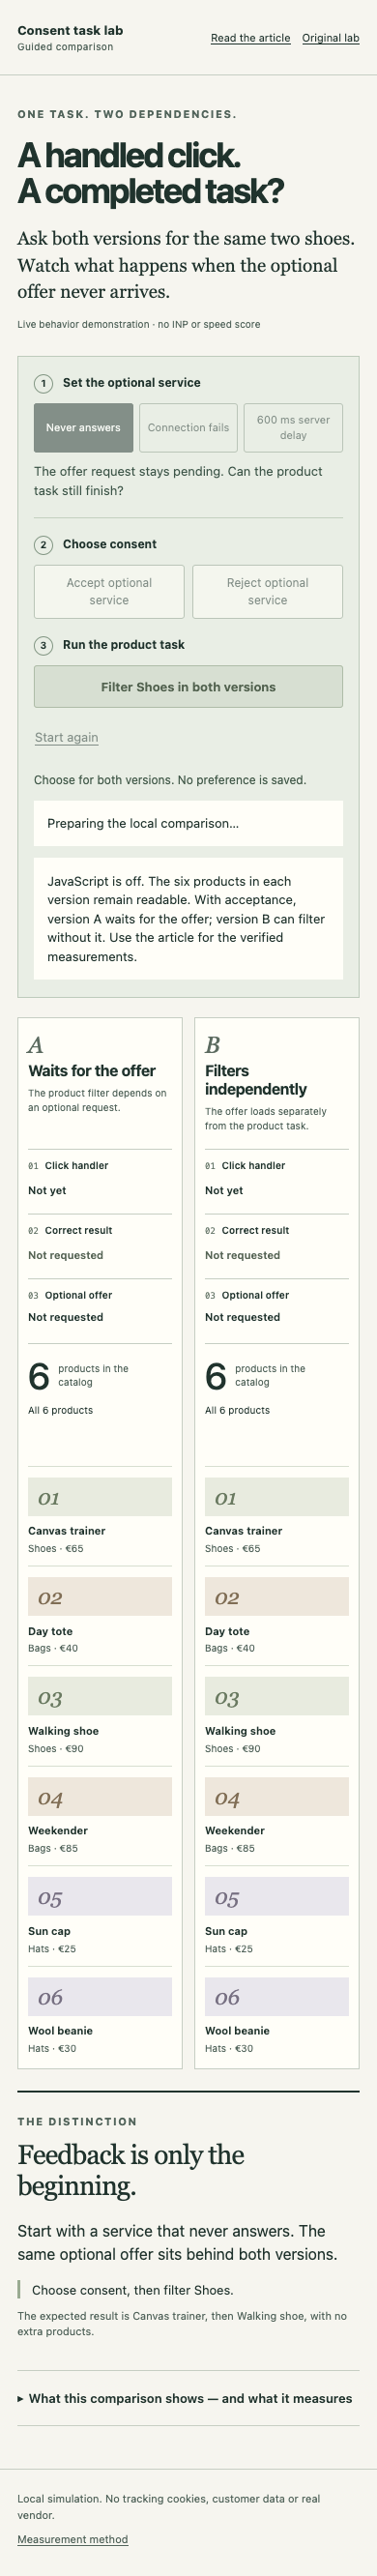 Consent task lab
Guided comparison
Read the article
Original lab
ONE TASK. TWO DEPENDENCIES.
A handled click.
A completed task?
Ask both versions for the same two shoes.
Watch what happens when the optional
offer never arrives.
Live behavior demonstration · no INP or speed score
1 Set the optional service
Never answers
Connection fails
600 ms server
delay
The offer request stays pending. Can the product
task still finish?
2 Choose consent
Accept optional
service
Reject optional
service
3 Run the product task
Filter Shoes in both versions
Start again
Choose for both versions. No preference is saved.
Preparing the local comparison...
JavaScript is off. The six products in each
version remain readable. With acceptance,
version A waits for the offer; version B can filter
without it. Use the article for the verified
measurements.
A
Waits for the offer
The product filter depends on
an optional request.
01 Click handler
Not yet
02 Correct result
Not requested
03 Optional offer
Not requested
6 products in the
catalog
All 6 products
01
Canvas trainer
Shoes · €65
02
Day tote
Bags · €40
03
Walking shoe
Shoes · €90
04
Weekender
Bags · €85
05
Sun cap
Hats · €25
06
Wool beanie
Hats · €30
B
Filters
independently
The offer loads separately
from the product task.
01 Click handler
Not yet
02 Correct result
Not requested
03 Optional offer
Not requested
6 products in the
catalog
All 6 products
01
Canvas trainer
Shoes · €65
02
Day tote
Bags · €40
03
Walking shoe
Shoes · €90
04
Weekender
Bags · €85
05
Sun cap
Hats · €25
06
Wool beanie
Hats · €30
THE DISTINCTION
Feedback is only the
beginning.
Start with a service that never answers. The
same optional offer sits behind both versions.
Choose consent, then filter Shoes.
The expected result is Canvas trainer, then Walking shoe, with no
extra products.
▸ What this comparison shows — and what it measures
Local simulation. No tracking cookies, customer data or real
vendor.
Measurement method